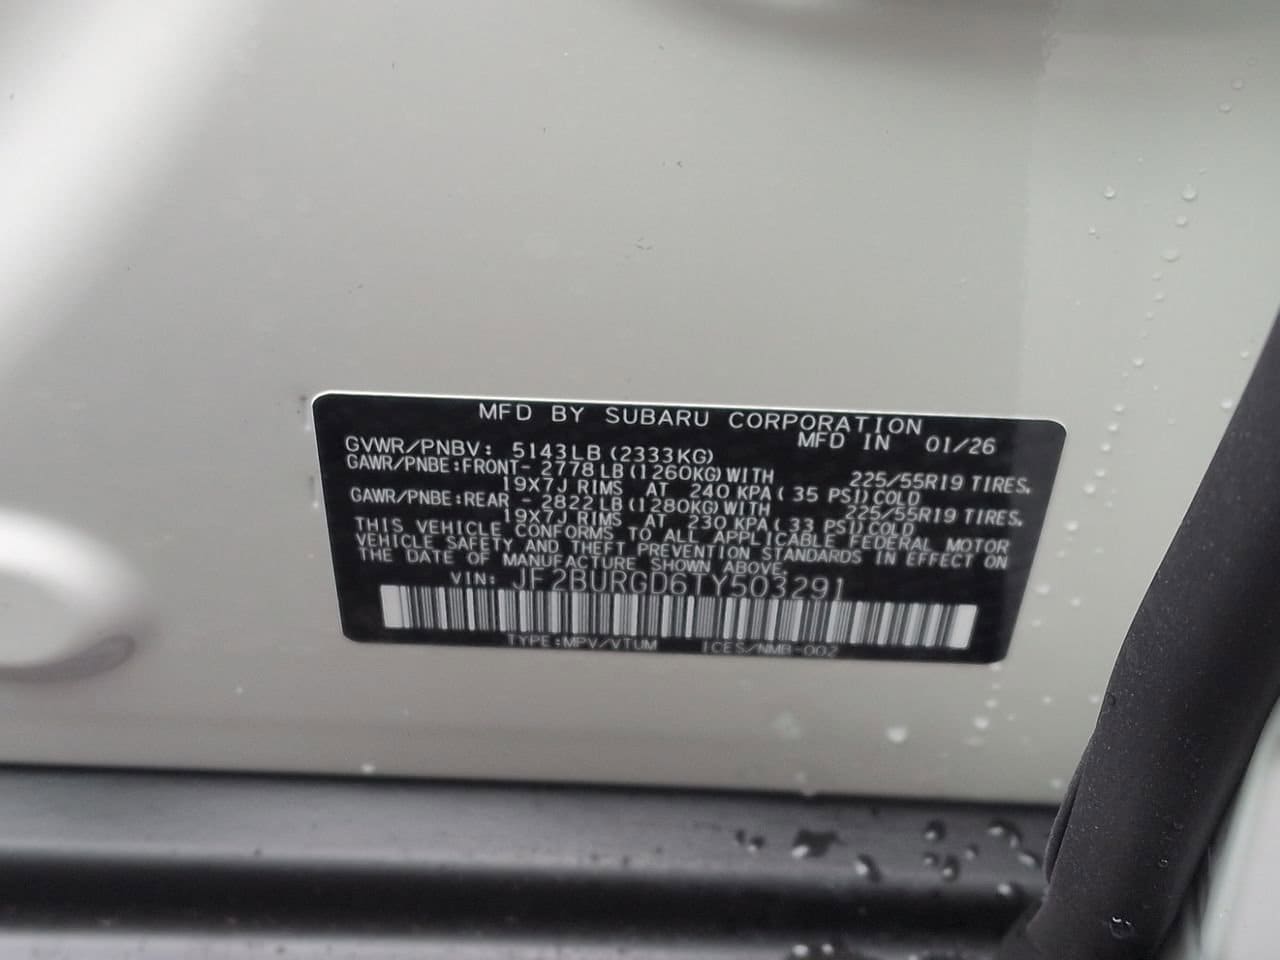 MFD BY SUBARU CORPORATION
MFD IN 01/26
GVWR/PNBV: 5143LB(2333KG)
GAWR/PNBE:FRONT- 2778LB(1260KG)WITH 225/55R19 TIRES,
19X7J RIMS AT 240 KPA(35 PSI)COLD
GAWR/PNBE:REAR - 2822LB(1280KG)WITH 225/55R19 TIRES,
19X7J RIMS AT 230 KPA(33 PSI)COLD
THIS VEHICLE CONFORMS TO ALL APPLICABLE FEDERAL MOTOR
VEHICLE SAFETY AND THEFT PREVENTION STANDARDS IN EFFECT ON
THE DATE OF MANUFACTURE SHOWN ABOVE.
VIN: JF2BURGD6TY503291
TYPE:MPV/VTUM ICES/NMB-002